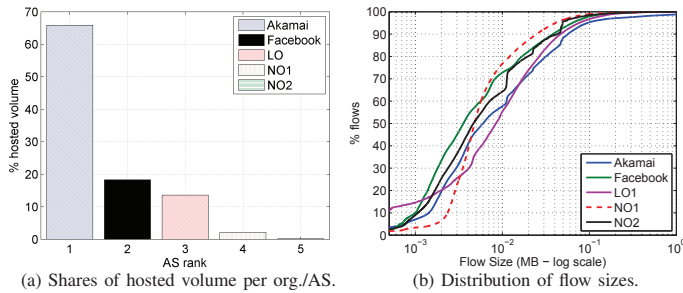 70
60
50
40
30
20
10
0
% hosted volume
1
2
3
4
5
AS rank
Akamai
Facebook
LO
NO1
NO2
(a) Shares of hosted volume per org./AS.
100
90
80
70
60
50
40
30
20
10
0
% flows
10⁻³
10⁻²
10⁻¹
10⁰
Flow Size (MB − log scale)
Akamai
Facebook
LO1
NO1
NO2
(b) Distribution of flow sizes.